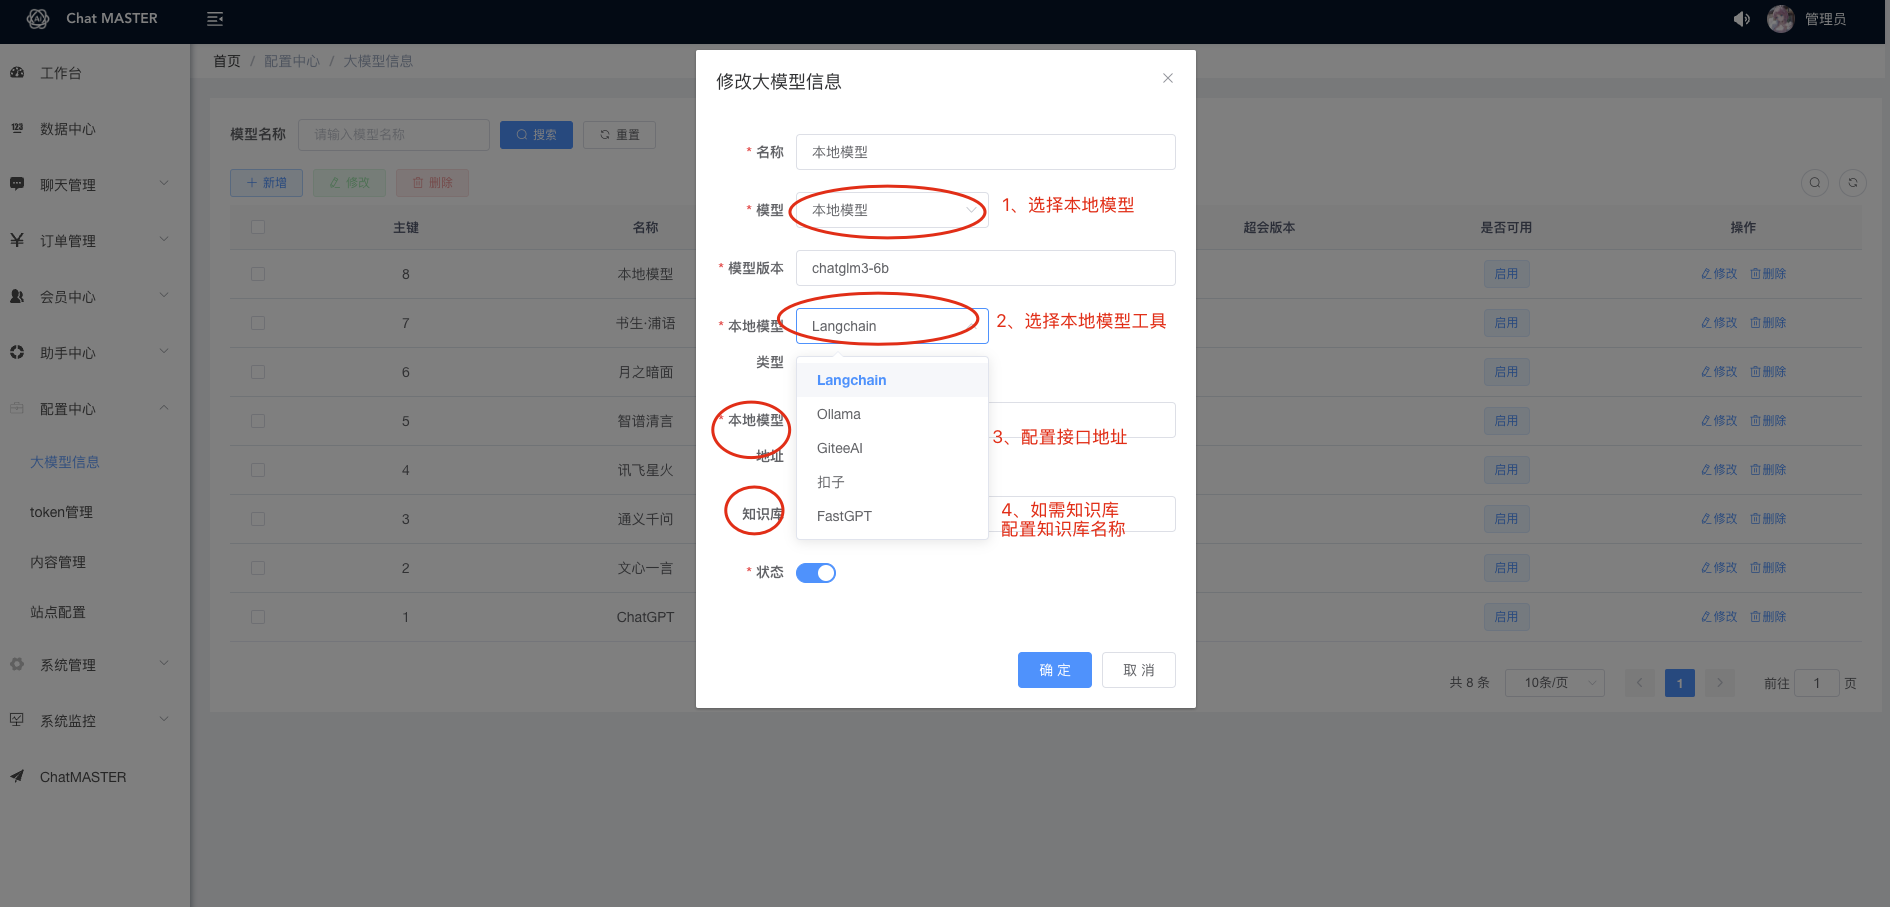 Chat MASTER
管理员
工作台
数据中心
聊天管理
订单管理
会员中心
助手中心
配置中心
大模型信息
token管理
内容管理
站点配置
系统管理
系统监控
ChatMASTER
首页 / 配置中心 / 大模型信息
模型名称 请输入模型名称 搜索 重置
新增 修改 删除
主键 名称 超会版本 是否可用 操作
8 本地模型 启用 修改 删除
7 书生·浦语 启用 修改 删除
6 月之暗面 启用 修改 删除
5 智谱清言 启用 修改 删除
4 讯飞星火 启用 修改 删除
3 通义千问 启用 修改 删除
2 文心一言 启用 修改 删除
1 ChatGPT 启用 修改 删除
共 8 条 10条/页 1 前往 1 页
修改大模型信息
* 名称 本地模型
* 模型 本地模型 1、选择本地模型
* 模型版本 chatglm3-6b
* 本地模型 Langchain 2、选择本地模型工具
类型
Langchain
Ollama
* 本地模型
3、配置接口地址
GiteeAI
地址
扣子
知识库 FastGPT
4、如需知识库
配置知识库名称
* 状态
确 定 取 消